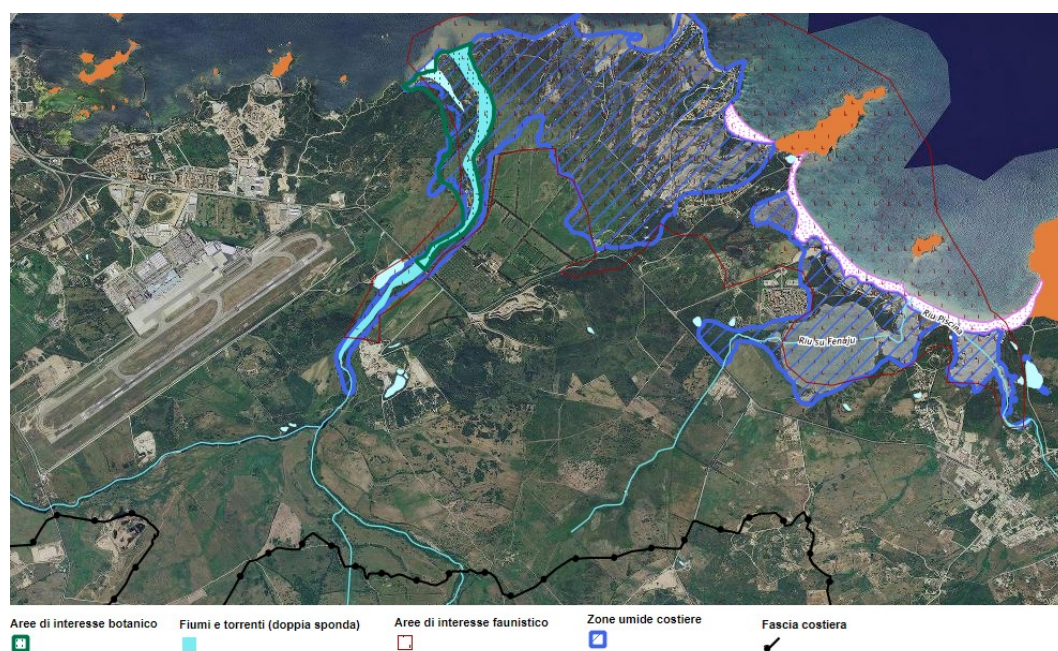 Riu Piscina
Riu su Fenaju
Aree di interesse botanico
Fiumi e torrenti (doppia sponda)
Aree di interesse faunistico
Zone umide costiere
Fascia costiera